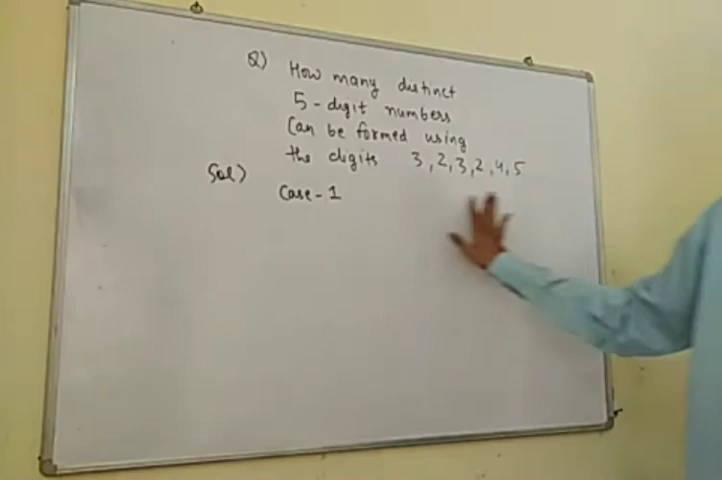 Q) How many distinct
5-digit numbers
Can be formed using
the digits 3,2,3,2,4,5
Sol)
Case-1